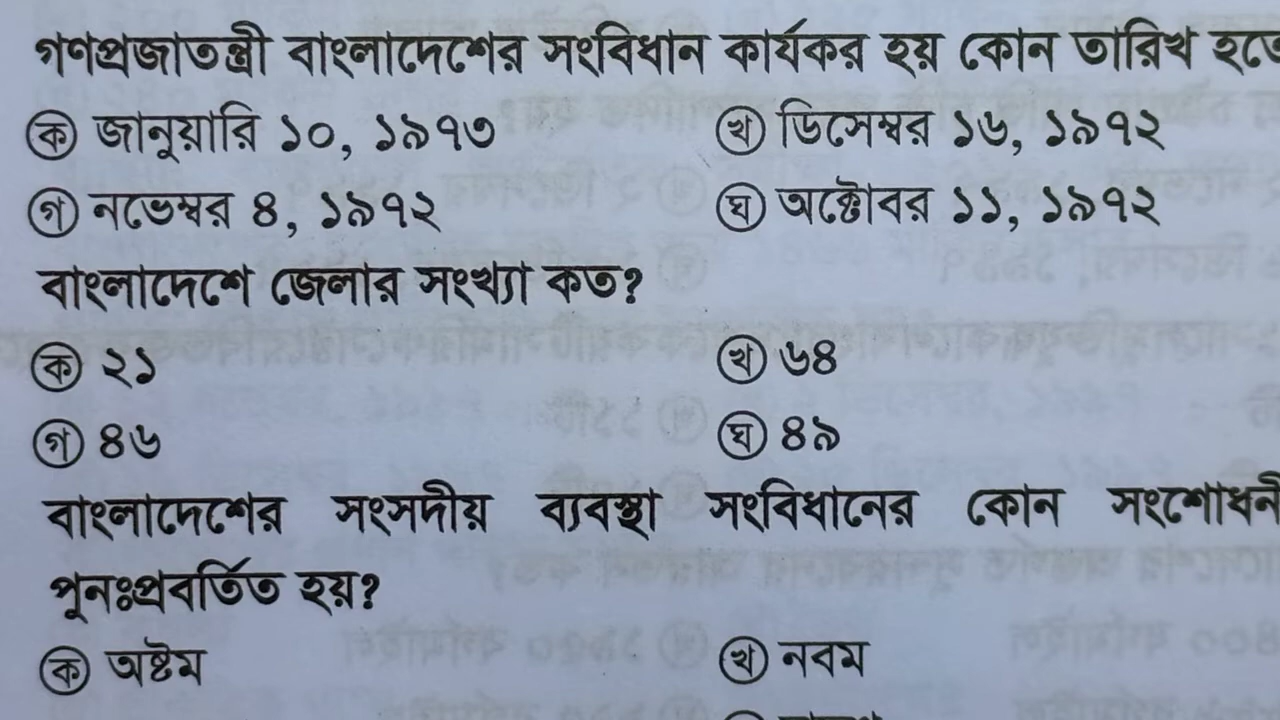 গণপ্রজাতন্ত্রী বাংলাদেশের সংবিধান কার্যকর হয় কোন তারিখ হতে
ক জানুয়ারি ১০, ১৯৭৩ খ ডিসেম্বর ১৬, ১৯৭২
গ নভেম্বর ৪, ১৯৭২ ঘ অক্টোবর ১১, ১৯৭২
বাংলাদেশে জেলার সংখ্যা কত?
ক ২১ খ ৬৪
গ ৪৬ ঘ ৪৯
বাংলাদেশের সংসদীয় ব্যবস্থা সংবিধানের কোন সংশোধনী
পুনঃপ্রবর্তিত হয়?
ক অষ্টম খ নবম